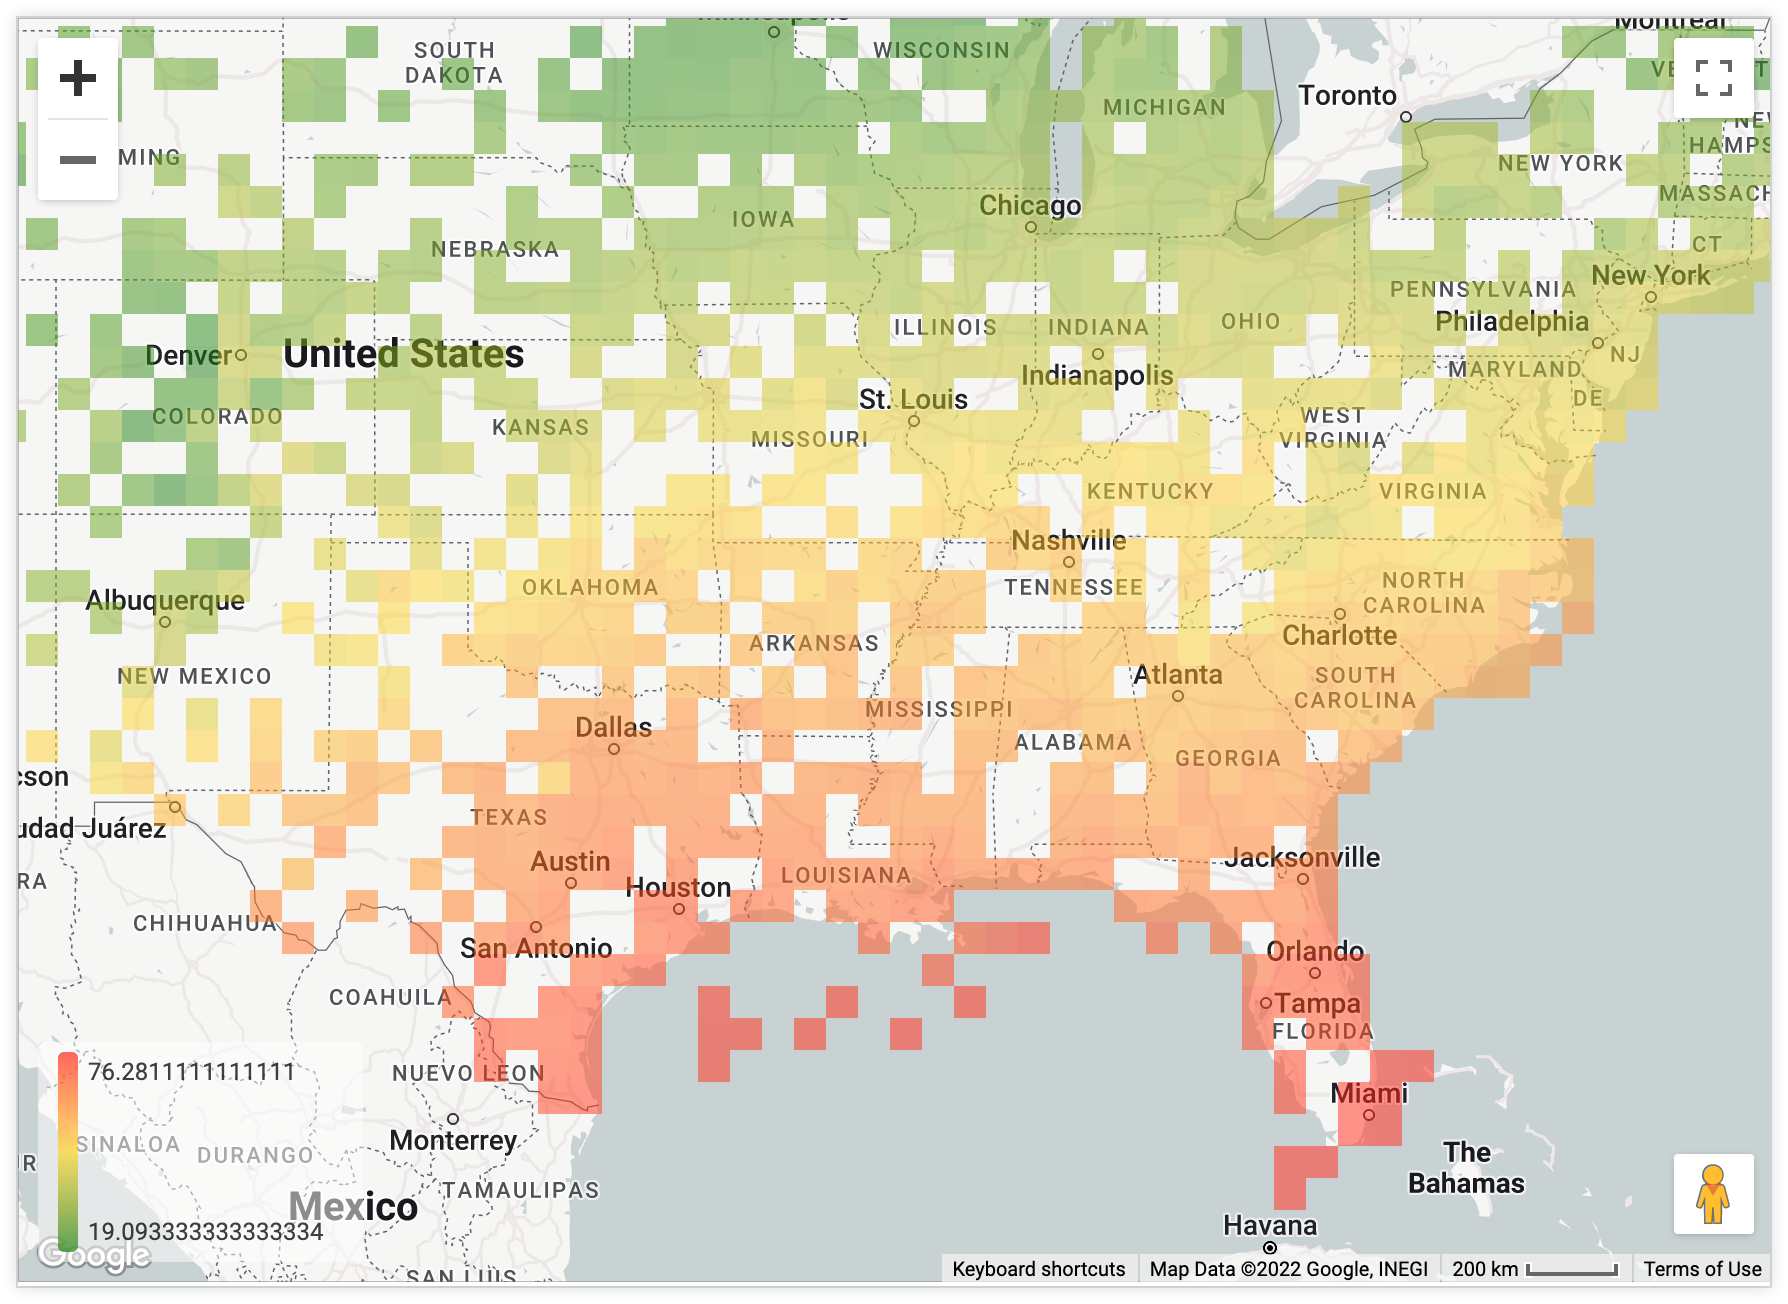 Minneapolis
Montreal
SOUTH
DAKOTA
WISCONSIN
MICHIGAN
Toronto
VE
T
NEW
HAMPS
MING
NEW YORK
MASSACH
IOWA
Chicago
NEBRASKA
CT
New York
PENNSYLVANIA
Philadelphia
ILLINOIS
INDIANA
OHIO
Denver
United States
NJ
MARYLAND
Indianapolis
DE
St. Louis
COLORADO
KANSAS
MISSOURI
WEST
VIRGINIA
KENTUCKY
VIRGINIA
Nashville
TENNESSEE
NORTH
CAROLINA
OKLAHOMA
Albuquerque
Charlotte
ARKANSAS
NEW MEXICO
Atlanta
SOUTH
CAROLINA
MISSISSIPPI
Dallas
ALABAMA
GEORGIA
cson
TEXAS
udad Juárez
Austin
Jacksonville
LOUISIANA
Houston
RA
CHIHUAHUA
San Antonio
Orlando
COAHUILA
Tampa
FLORIDA
76.2811111111111
NUEVO LEON
Miami
SINALOA
DURANGO
Monterrey
The
Bahamas
UR
TAMAULIPAS
Mexico
19.093333333333334
Havana
Google
SAN LUIS
Keyboard shortcuts
Map Data ©2022 Google, INEGI
200 km
Terms of Use